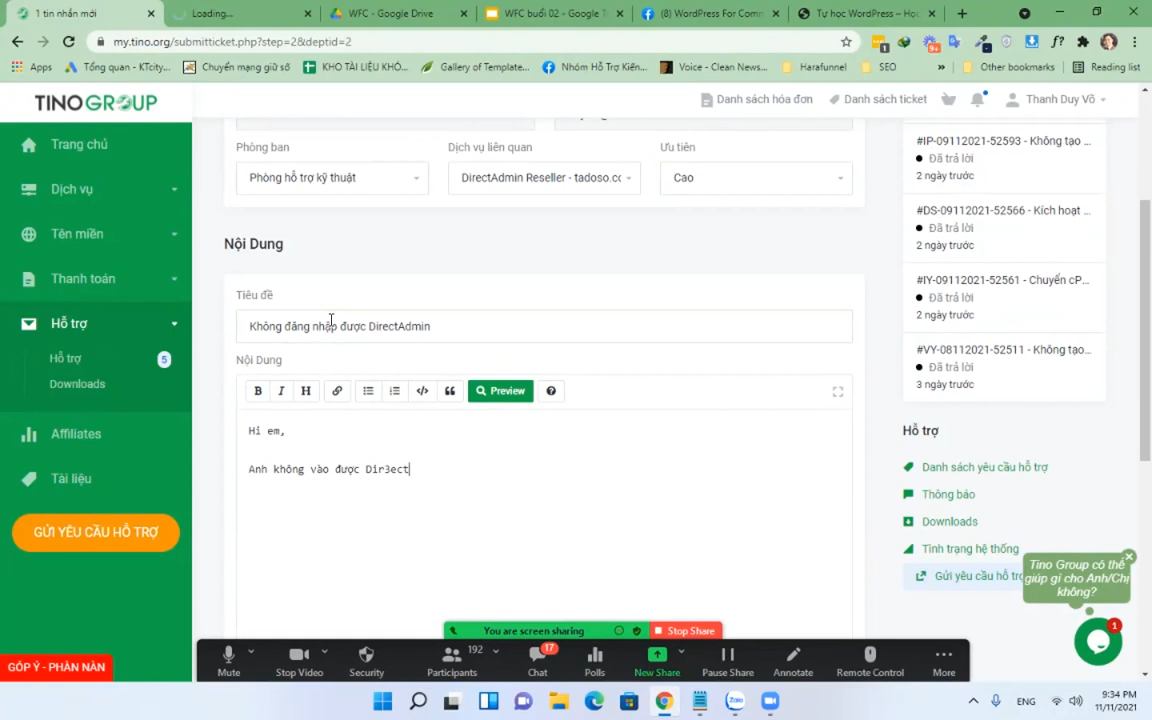 1 tin nhắn mới
Loading...
WFC - Google Drive
WFC buổi 02 - Google T
(8) WordPress For Comm
Tự học WordPress – Học
my.tino.org/submitticket.php?step=2&deptid=2
Apps
Tổng quan - KTcity...
Chuyển mạng giữ số
KHO TÀI LIỆU KHÓ...
Gallery of Template...
Nhóm Hỗ Trợ Kiến...
Voice - Clean News...
Harafunnel
SEO
Other bookmarks
Reading list
TINOGROUP
Danh sách hóa đơn
Danh sách ticket
Thanh Duy Võ
Trang chủ
Dịch vụ
Tên miền
Thanh toán
Hỗ trợ
Hỗ trợ
5
Downloads
Affiliates
Tài liệu
GỬI YÊU CẦU HỖ TRỢ
GÓP Ý - PHÀN NÀN
Phòng ban
Dịch vụ liên quan
Ưu tiên
Phòng hỗ trợ kỹ thuật
DirectAdmin Reseller - tadoso.cc
Cao
Nội Dung
Tiêu đề
Không đăng nhập được DirectAdmin
Nội Dung
B I H
Preview
Hi em,
Anh không vào được Dir3ect
#IP-09112021-52593 - Không tạo ...
Đã trả lời
2 ngày trước
#DS-09112021-52566 - Kích hoạt ...
Đã trả lời
2 ngày trước
#IY-09112021-52561 - Chuyển cP...
Đã trả lời
2 ngày trước
#VY-08112021-52511 - Không tạo...
Đã trả lời
3 ngày trước
Hỗ trợ
Danh sách yêu cầu hỗ trợ
Thông báo
Downloads
Tình trạng hệ thống
Gửi yêu cầu hỗ trợ
Tino Group có thể
giúp gì cho Anh/Chị
không?
1
You are screen sharing
Stop Share
192
17
Mute
Stop Video
Security
Participants
Chat
Polls
New Share
Pause Share
Annotate
Remote Control
More
ENG
9:34 PM
11/11/2021